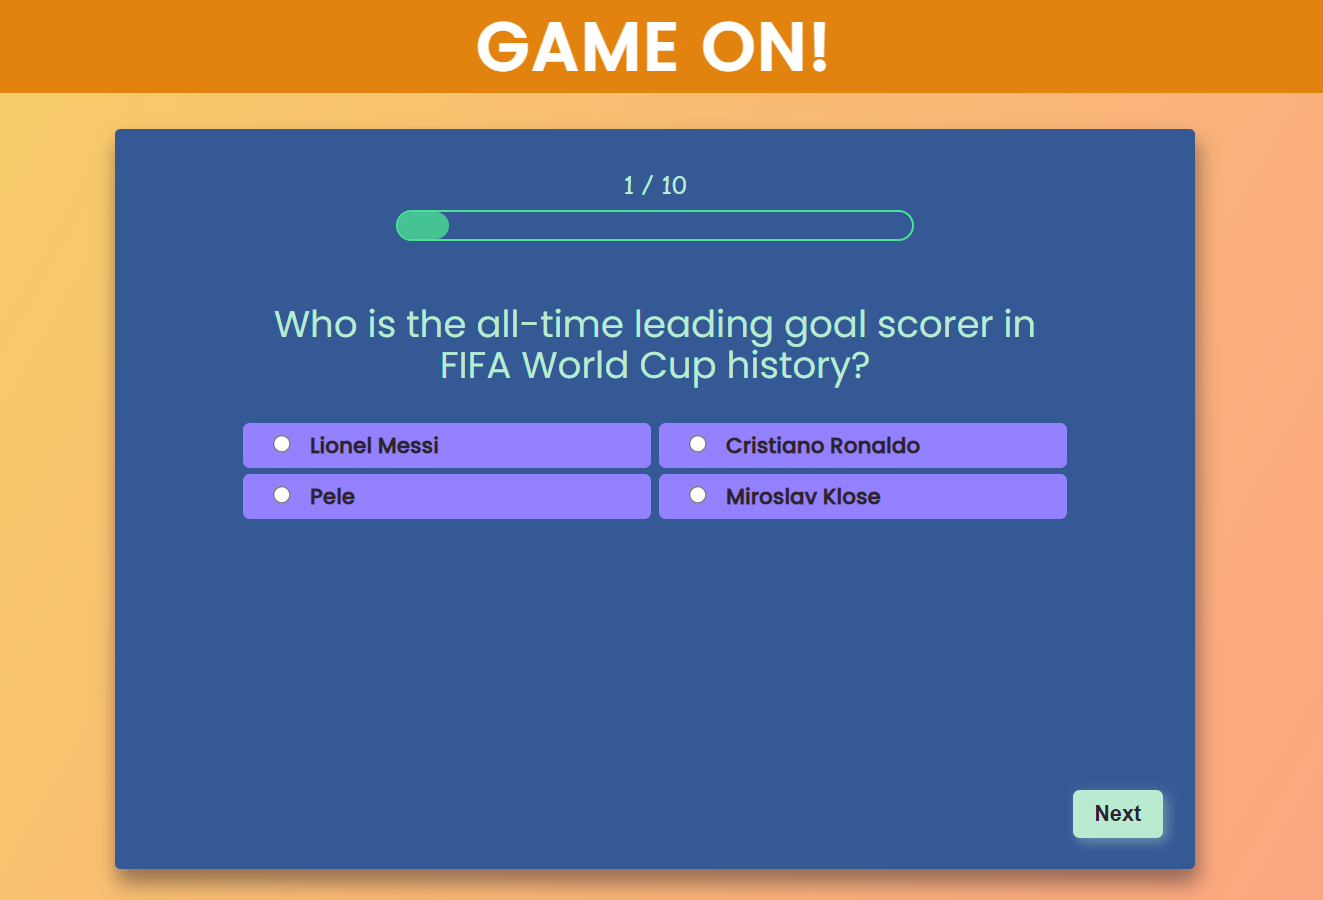 GAME ON!
1 / 10
Who is the all-time leading goal scorer in
FIFA World Cup history?
Lionel Messi
Cristiano Ronaldo
Pele
Miroslav Klose
Next